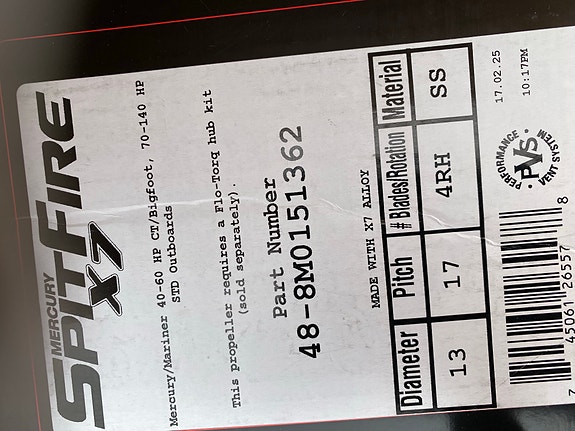 MERCURY
SPITFIRE
X7
Mercury/Mariner 40-60 HP CT/Bigfoot, 70-140 HP
STD Outboards
This propeller requires a Flo-Torq hub kit
(sold separately).
Part Number
48-8M0151362
MADE WITH X7 ALLOY
Diameter Pitch # Blades/Rotation Material
13 17 4RH SS
17.02.25
10:17PM
PERFORMANCE
PVS
VENT SYSTEM
7 45061 26557 8